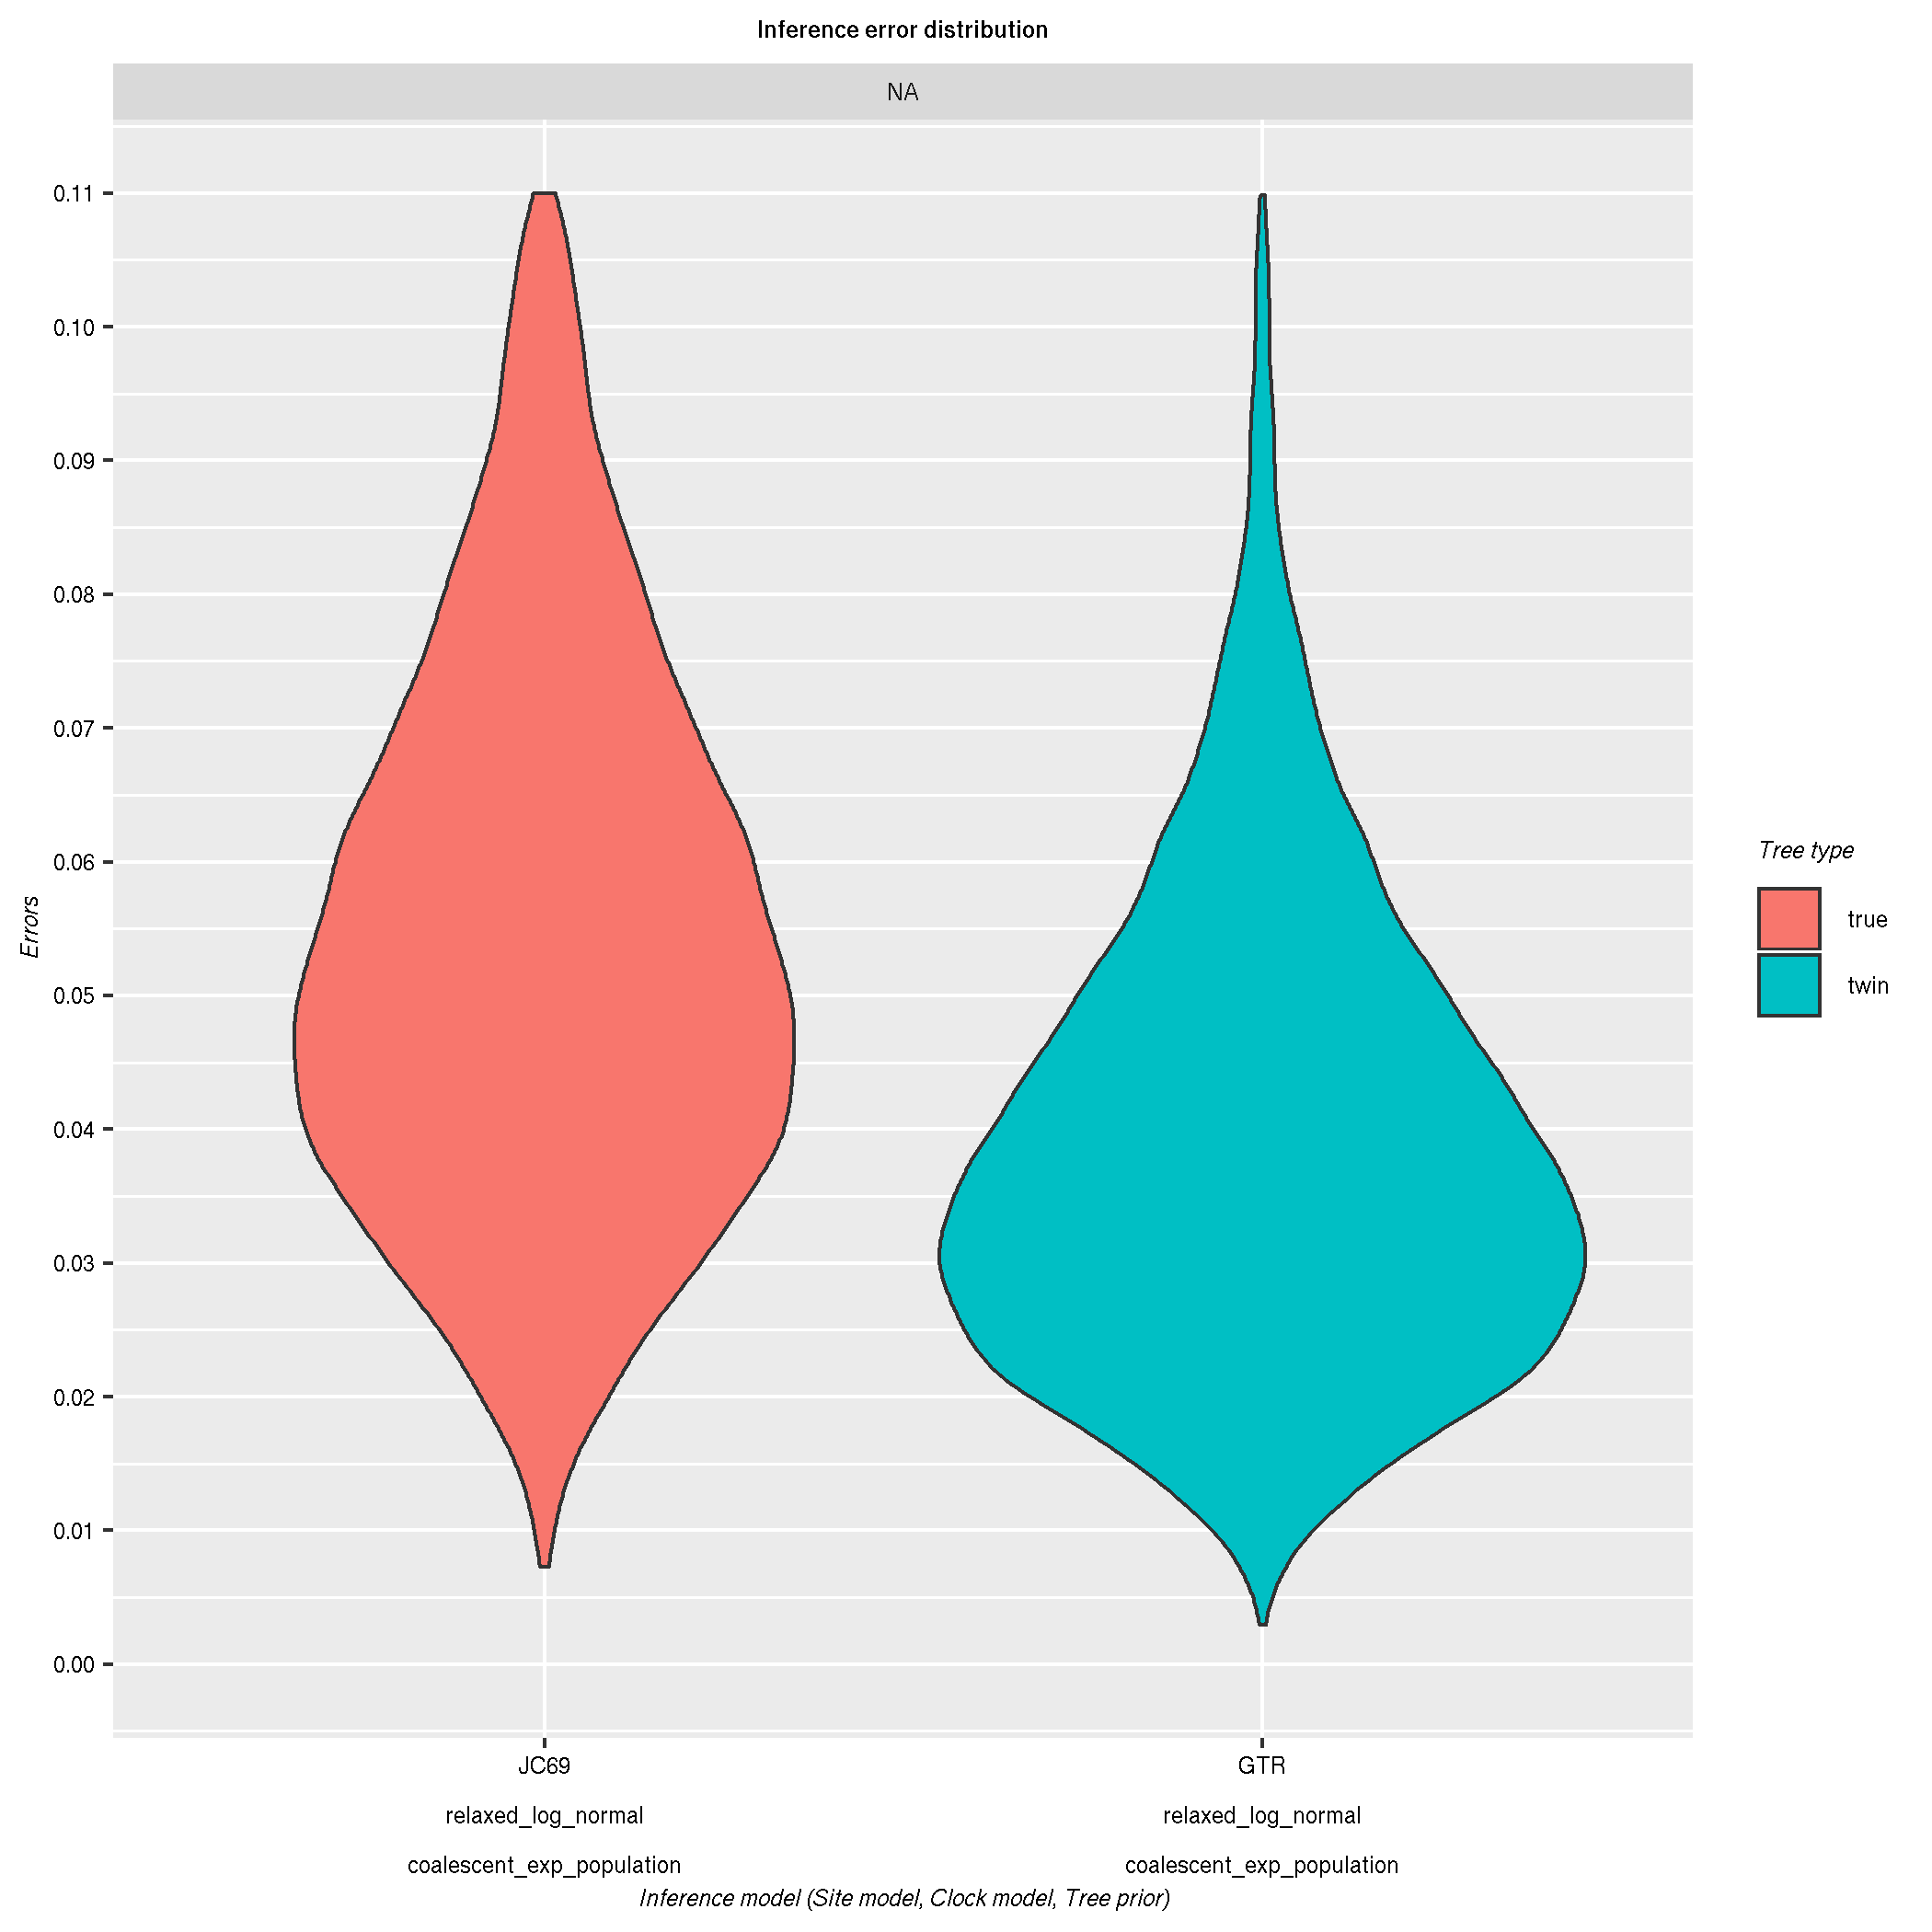 Inference error distribution
NA
0.11
0.10
0.09
0.08
0.07
0.06
0.05
0.04
0.03
0.02
0.01
0.00
Errors
JC69
relaxed_log_normal
coalescent_exp_population
GTR
relaxed_log_normal
coalescent_exp_population
Inference model (Site model, Clock model, Tree prior)
Tree type
true
twin